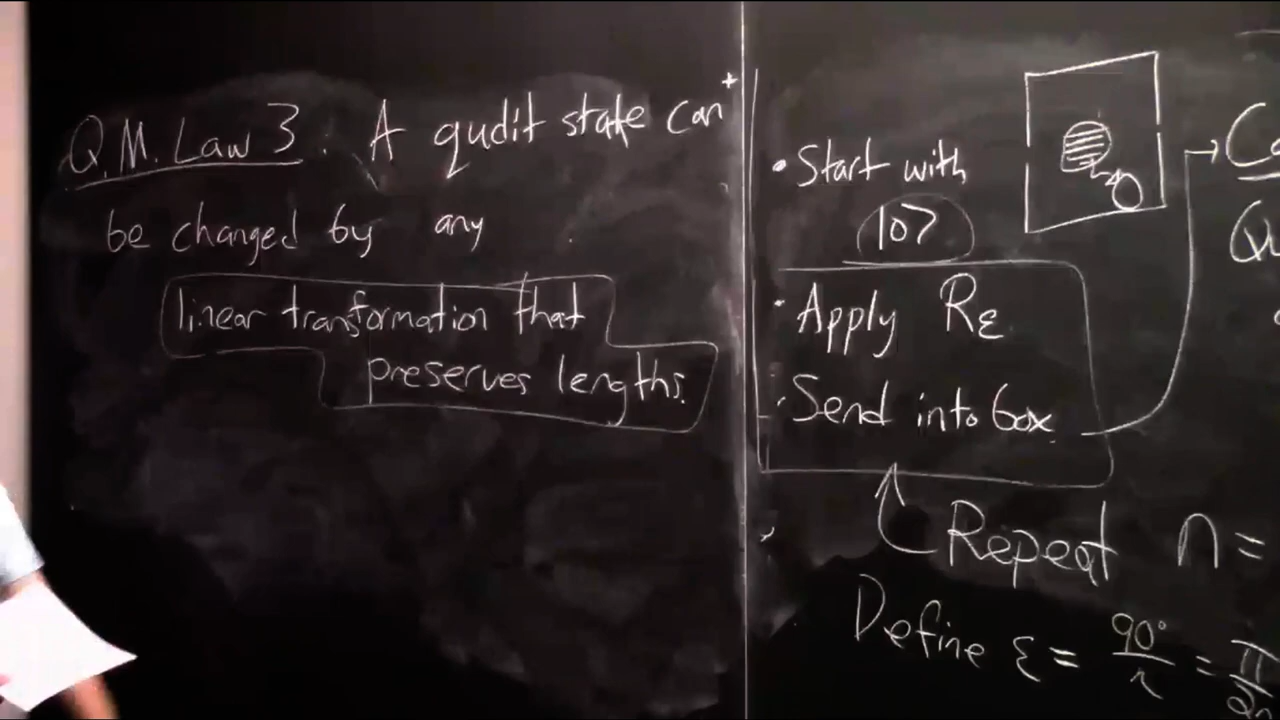 Q.M. Law 3: A qudit state can
be changed by any
linear transformation that
preserves lengths.
• Start with
|0>
• Apply Rε
• Send into box
Repeat n =
Define ε = 90°/n = π/2n